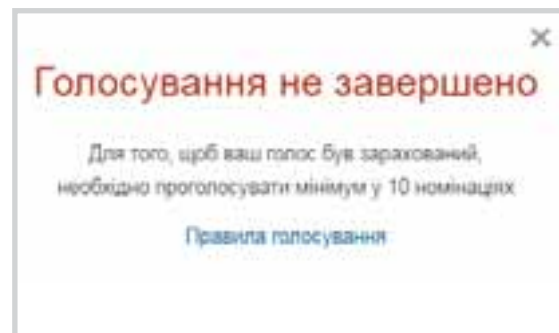 Голосування не завершено
Для того, щоб ваш голос був зарахований,
необхідно проголосувати мінімум у 10 номінаціях
Правила голосування